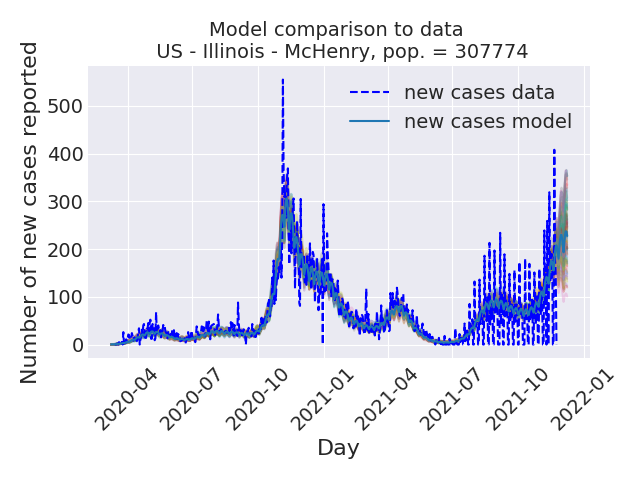 Model comparison to data
US - Illinois - McHenry, pop. = 307774
Number of new cases reported
500
400
300
200
100
0
new cases data
new cases model
2020-04
2020-07
2020-10
2021-01
2021-04
2021-07
2021-10
2022-01
Day